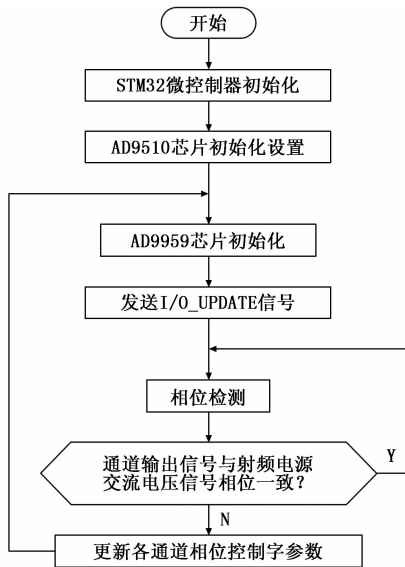 开始
STM32微控制器初始化
AD9510芯片初始化设置
AD9959芯片初始化
发送I/O_UPDATE信号
相位检测
通道输出信号与射频电源
交流电压信号相位一致?
Y
N
更新各通道相位控制字参数